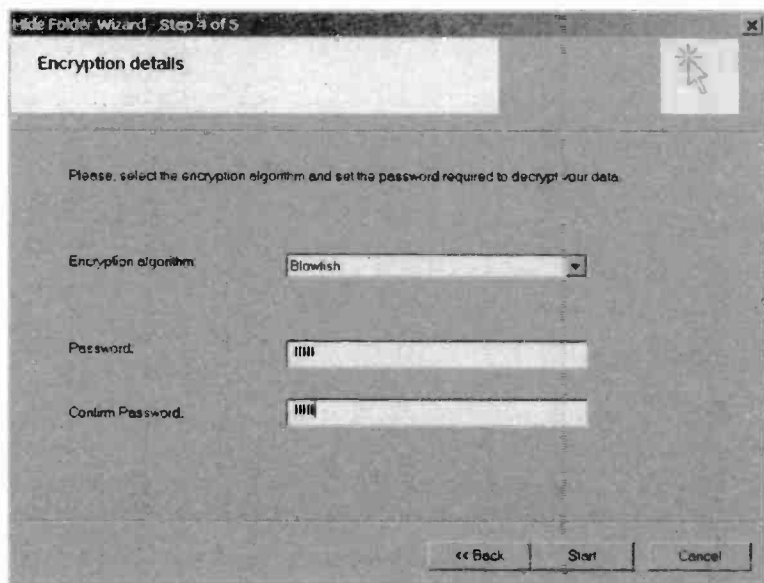 Hide Folder Wizard - Step 4 of 5
Encryption details
Please, select the encryption algorithm and set the password required to decrypt your data.
Encryption algorithm:
Blowfish
Password:
Confirm Password:
<< Back
Start
Cancel